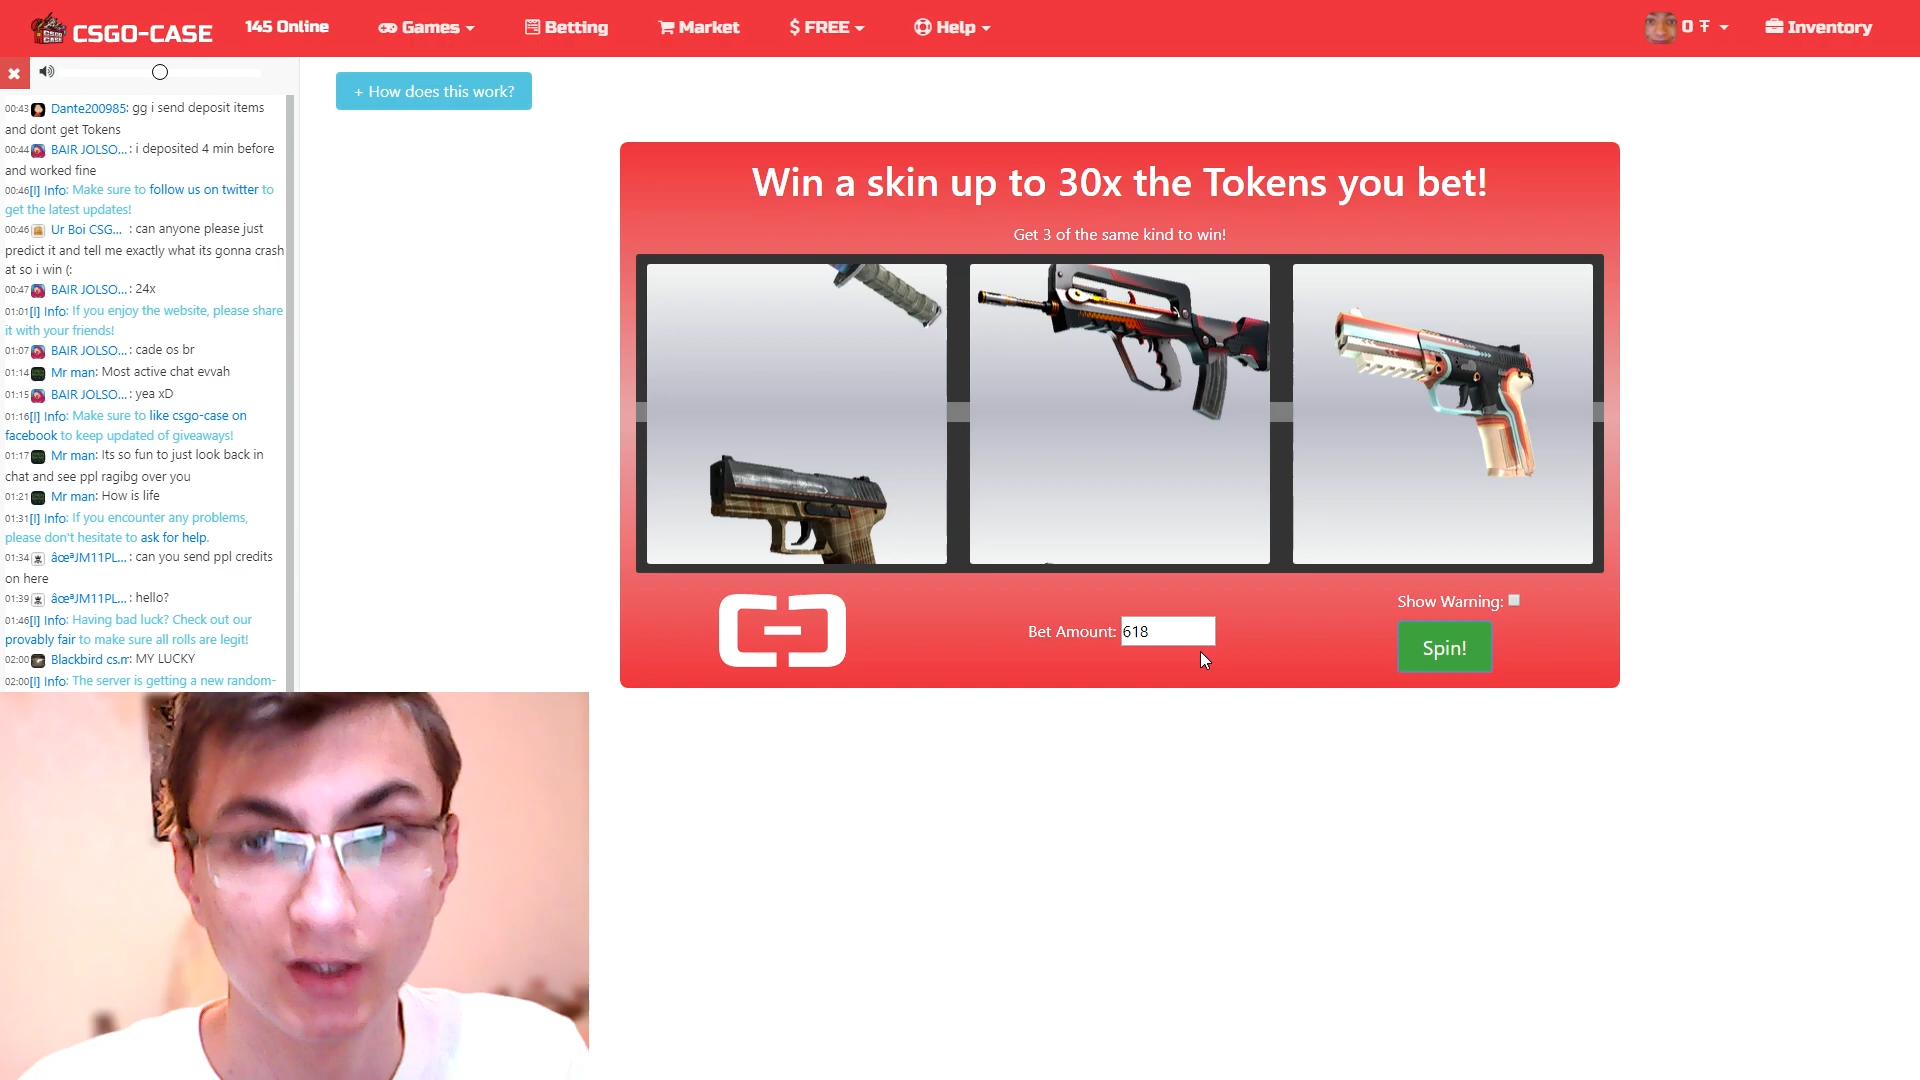 CSGO-CASE
145 Online
Games
Betting
Market
$ FREE
Help
0 Ŧ
Inventory
+ How does this work?
00:43 Dante200985: gg i send deposit items
and dont get Tokens
00:44 BAIR JOLSO... : i deposited 4 min before
and worked fine
00:46[!] Info: Make sure to follow us on twitter to
get the latest updates!
00:46 Ur Boi CSG... : can anyone please just
predict it and tell me exactly what its gonna crash
at so i win (:
00:47 BAIR JOLSO... : 24x
01:01[!] Info: If you enjoy the website, please share
it with your friends!
01:07 BAIR JOLSO... : cade os br
01:14 Mr man: Most active chat evvah
01:15 BAIR JOLSO... : yea xD
01:16[!] Info: Make sure to like csgo-case on
facebook to keep updated of giveaways!
01:17 Mr man: Its so fun to just look back in
chat and see ppl ragibg over you
01:21 Mr man: How is life
01:31[!] Info: If you encounter any problems,
please don't hesitate to ask for help.
01:34 âœªJM11PL... : can you send ppl credits
on here
01:39 âœªJM11PL... : hello?
01:46[!] Info: Having bad luck? Check out our
provably fair to make sure all rolls are legit!
02:00 Blackbird cs.m: MY LUCKY
02:00[!] Info: The server is getting a new random-
Win a skin up to 30x the Tokens you bet!
Get 3 of the same kind to win!
Bet Amount: 618
Show Warning:
Spin!